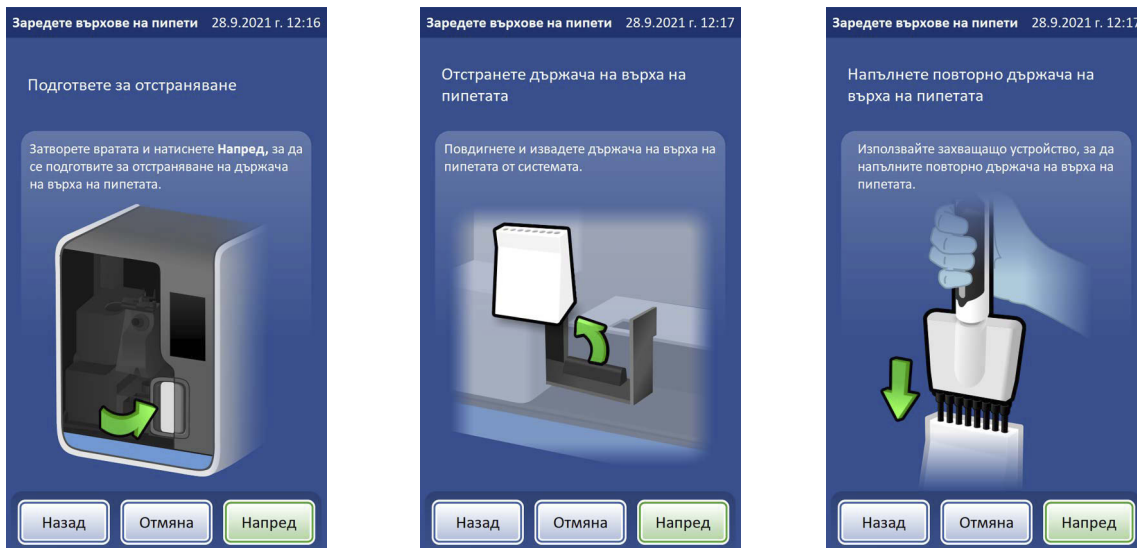 Заредете върхове на пипети 28.9.2021 г. 12:16
Подгответе за отстраняване
Затворете вратата и натиснете Напред, за да
се подготвите за отстраняване на държача
на върха на пипетата.
Назад Отмяна Напред
Заредете върхове на пипети 28.9.2021 г. 12:17
Отстранете държача на върха на
пипетата
Повдигнете и извадете държача на върха на
пипетата от системата.
Назад Отмяна Напред
Заредете върхове на пипети 28.9.2021 г. 12:17
Напълнете повторно държача на
върха на пипетата
Използвайте захващащо устройство, за да
напълните повторно държача на върха на
пипетата.
Назад Отмяна Напред